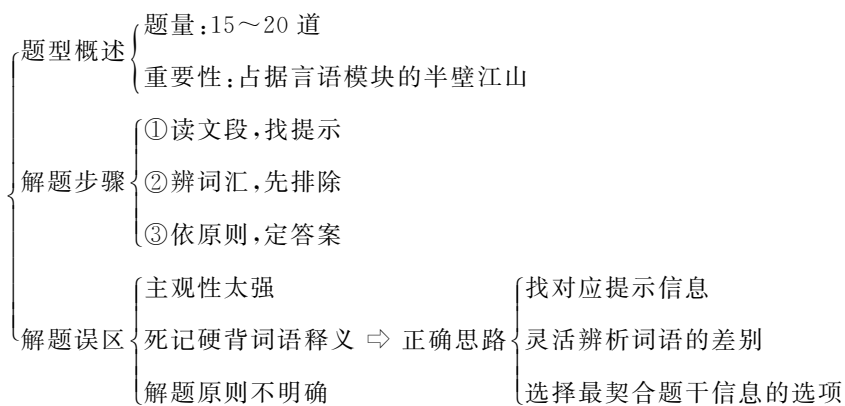 题型概述
题量:15～20 道
重要性:占据言语模块的半壁江山
解题步骤
①读文段,找提示
②辨词汇,先排除
③依原则,定答案
解题误区
主观性太强
死记硬背词语释义
解题原则不明确
⇨ 正确思路
找对应提示信息
灵活辨析词语的差别
选择最契合题干信息的选项